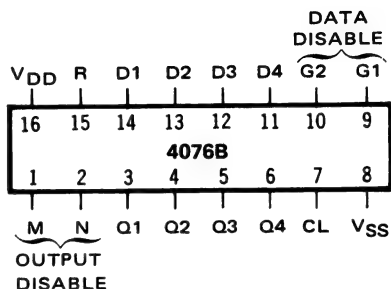 DATA
DISABLE
VDD R D1 D2 D3 D4 G2 G1
16 15 14 13 12 11 10 9
4076B
1 2 3 4 5 6 7 8
M N Q1 Q2 Q3 Q4 CL VSS
OUTPUT
DISABLE